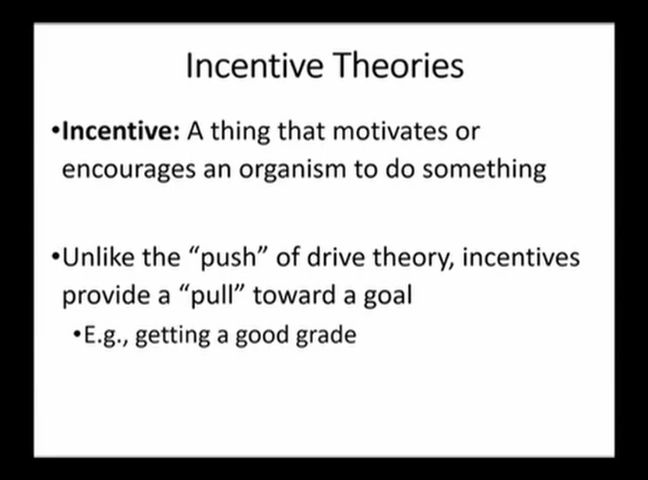 Incentive Theories
•Incentive: A thing that motivates or
encourages an organism to do something
•Unlike the “push” of drive theory, incentives
provide a “pull” toward a goal
•E.g., getting a good grade